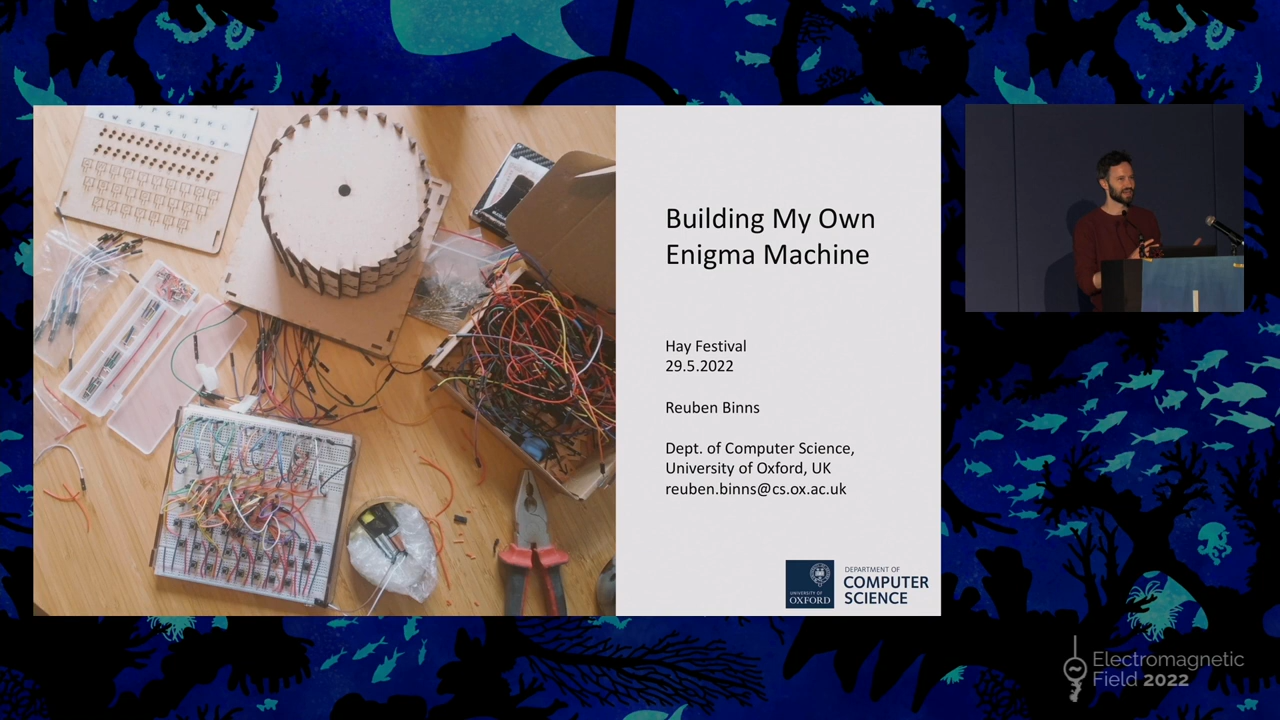 Building My Own
Enigma Machine
Hay Festival
29.5.2022
Reuben Binns
Dept. of Computer Science,
University of Oxford, UK
reuben.binns@cs.ox.ac.uk
UNIVERSITY OF
OXFORD
DEPARTMENT OF
COMPUTER
SCIENCE
Electromagnetic
Field 2022